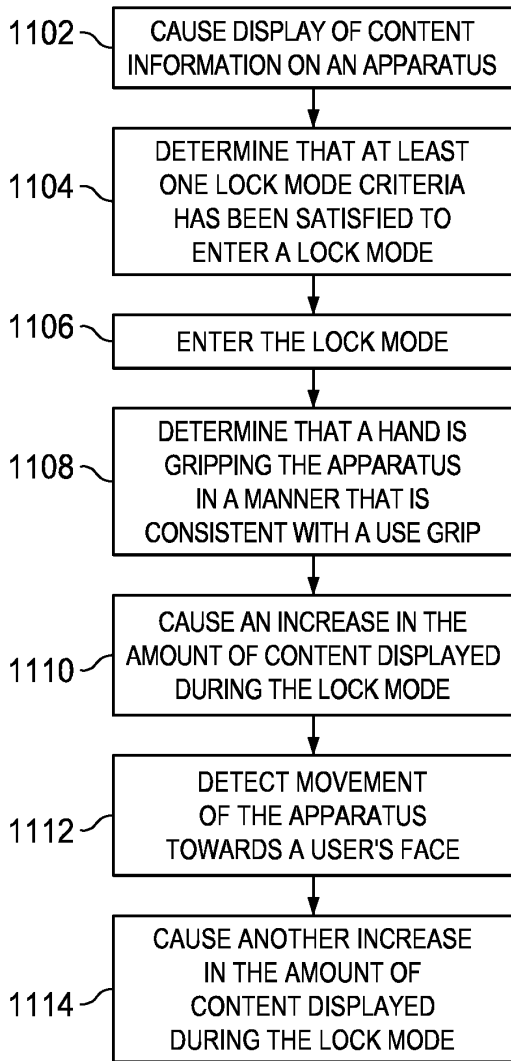 1102
CAUSE DISPLAY OF CONTENT
INFORMATION ON AN APPARATUS
1104
DETERMINE THAT AT LEAST
ONE LOCK MODE CRITERIA
HAS BEEN SATISFIED TO
ENTER A LOCK MODE
1106
ENTER THE LOCK MODE
1108
DETERMINE THAT A HAND IS
GRIPPING THE APPARATUS
IN A MANNER THAT IS
CONSISTENT WITH A USE GRIP
1110
CAUSE AN INCREASE IN THE
AMOUNT OF CONTENT DISPLAYED
DURING THE LOCK MODE
1112
DETECT MOVEMENT
OF THE APPARATUS
TOWARDS A USER'S FACE
1114
CAUSE ANOTHER INCREASE
IN THE AMOUNT OF
CONTENT DISPLAYED
DURING THE LOCK MODE